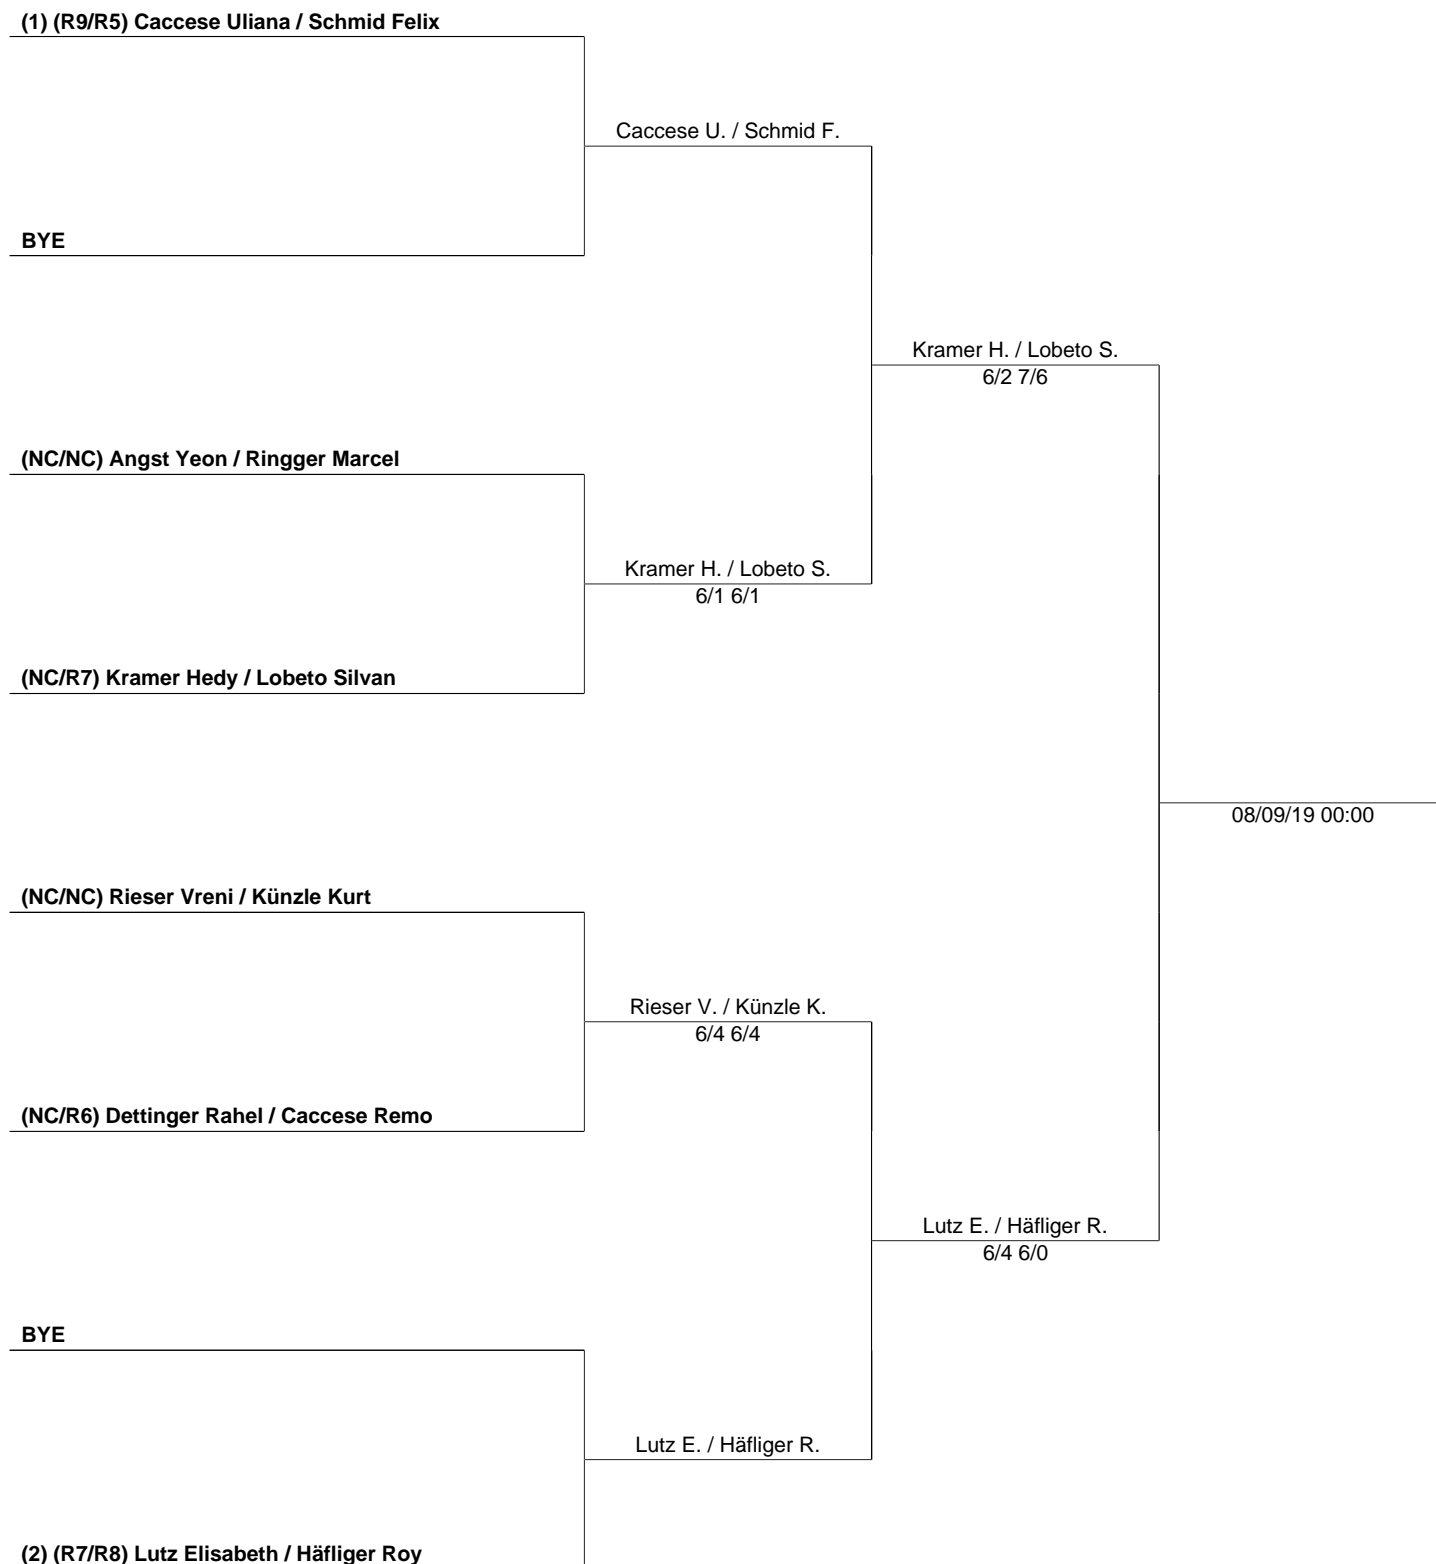 (1) (R9/R5) Caccese Uliana / Schmid Felix
Caccese U. / Schmid F.
BYE
Kramer H. / Lobeto S.
6/2 7/6
(NC/NC) Angst Yeon / Ringger Marcel
Kramer H. / Lobeto S.
6/1 6/1
(NC/R7) Kramer Hedy / Lobeto Silvan
08/09/19 00:00
(NC/NC) Rieser Vreni / Künzle Kurt
Rieser V. / Künzle K.
6/4 6/4
(NC/R6) Dettinger Rahel / Caccese Remo
Lutz E. / Häfliger R.
6/4 6/0
BYE
Lutz E. / Häfliger R.
(2) (R7/R8) Lutz Elisabeth / Häfliger Roy